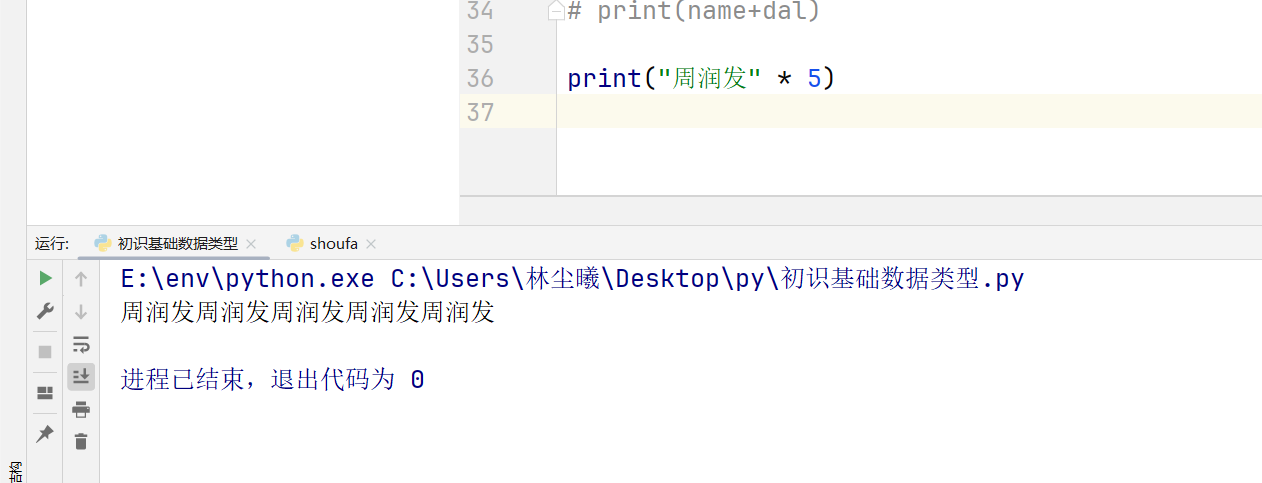 34 # print(name+dal)
35
36 print("周润发" * 5)
37
运行: 初识基础数据类型 shoufa
E:\env\python.exe C:\Users\林尘曦\Desktop\py\初识基础数据类型.py
周润发周润发周润发周润发周润发
进程已结束，退出代码为 0